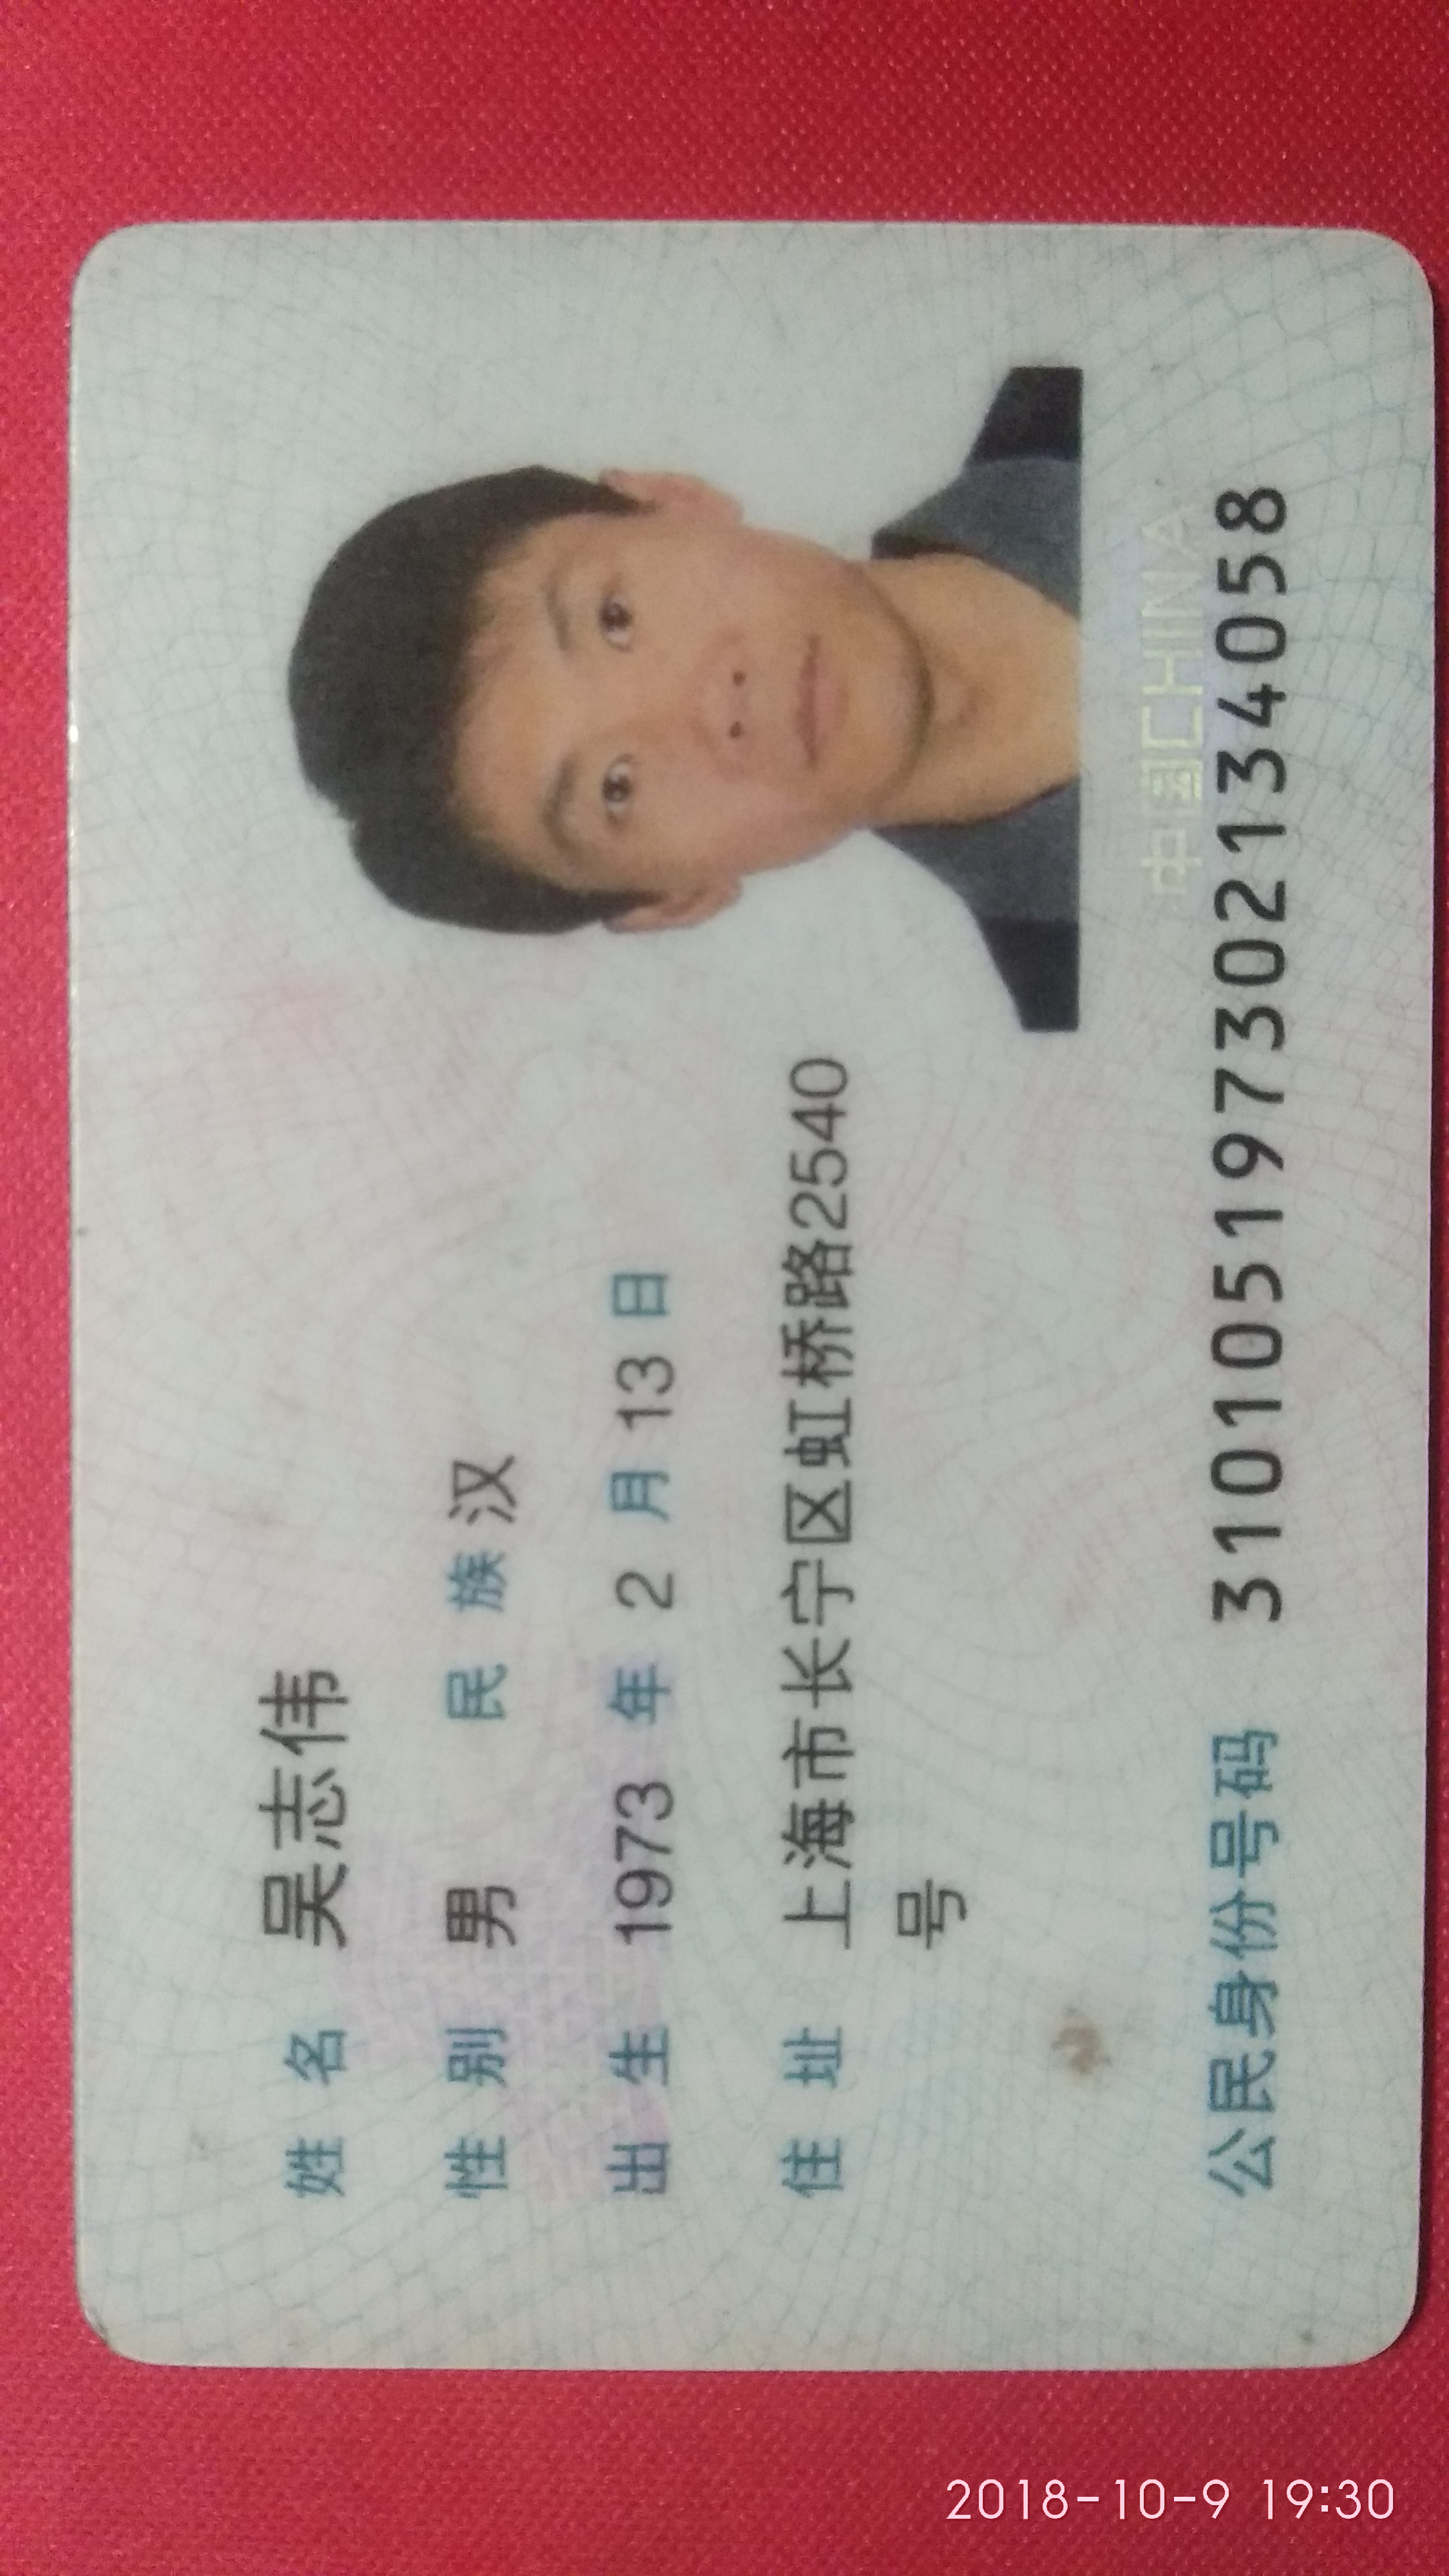 姓名 吴志伟
性别 男 民族 汉
出生 1973 年 2 月 13 日
住址 上海市长宁区虹桥路2540
号
中国CHINA
公民身份号码 310105197302134058
2018-10-9 19:30